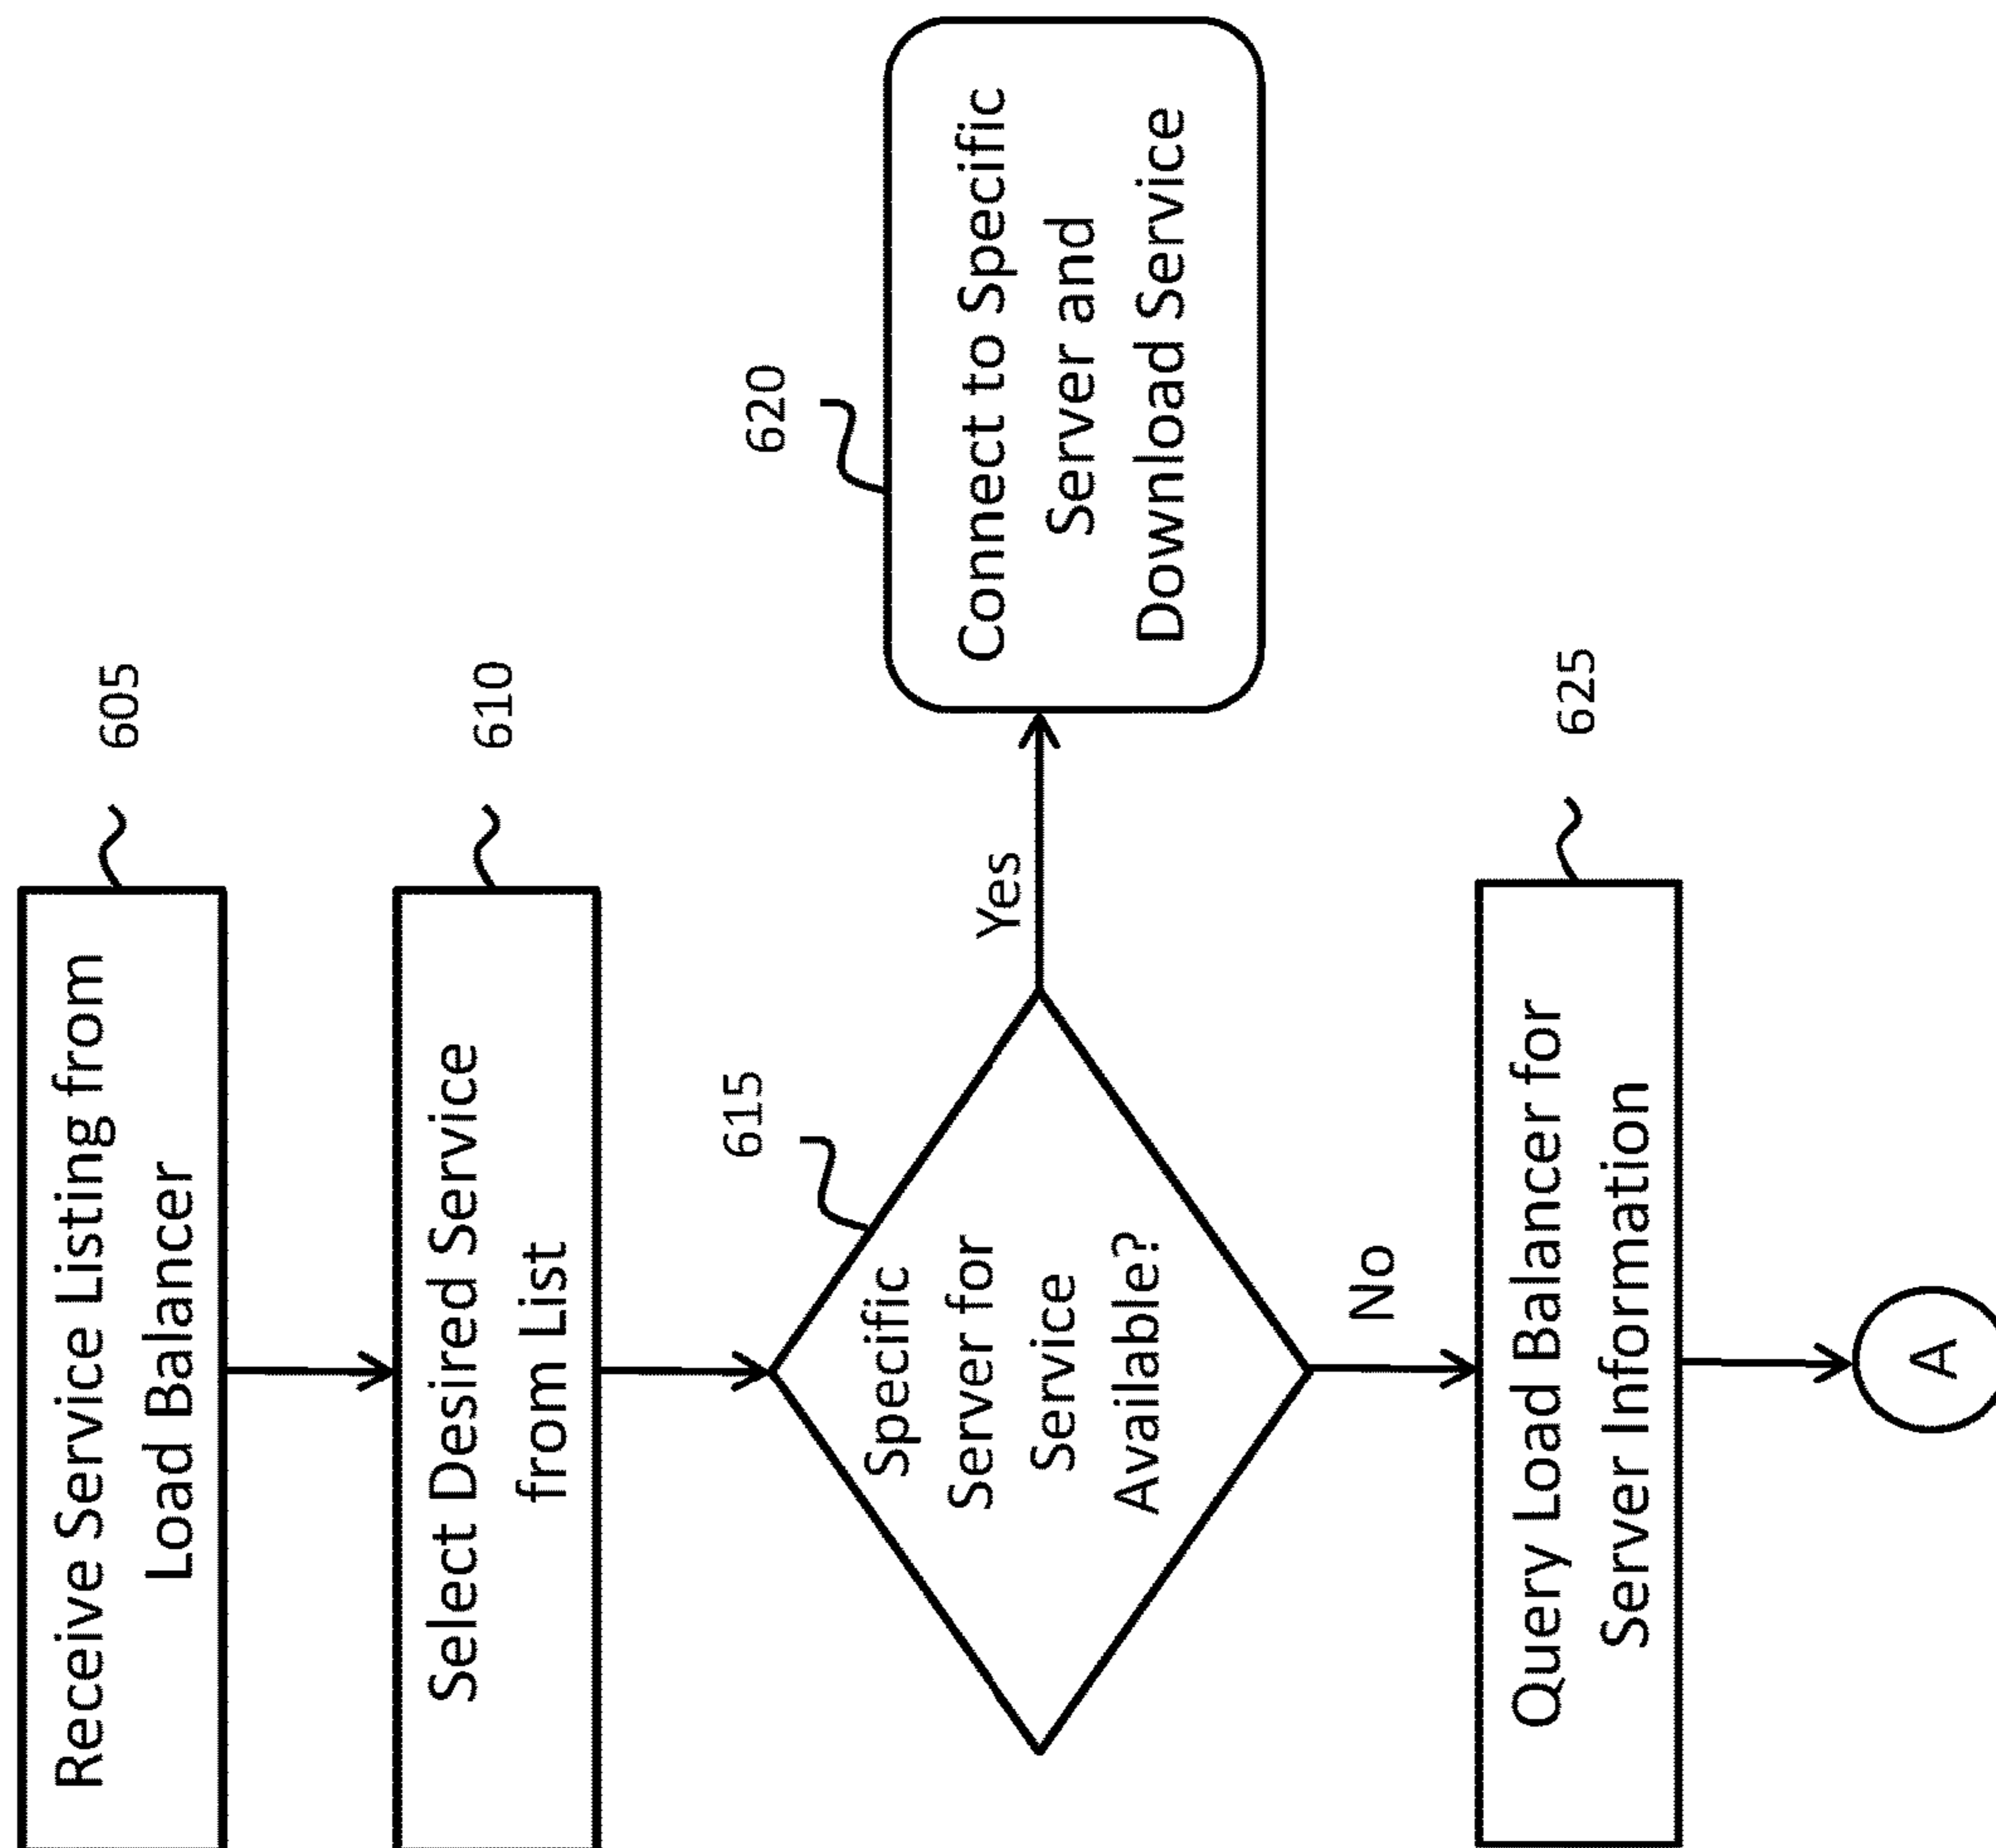 Receive Service Listing from
Load Balancer
605
Select Desired Service
from List
610
Specific
Server for
Service
Available?
615
Yes
Connect to Specific
Server and
Download Service
620
No
Query Load Balancer for
Server Information
625
A